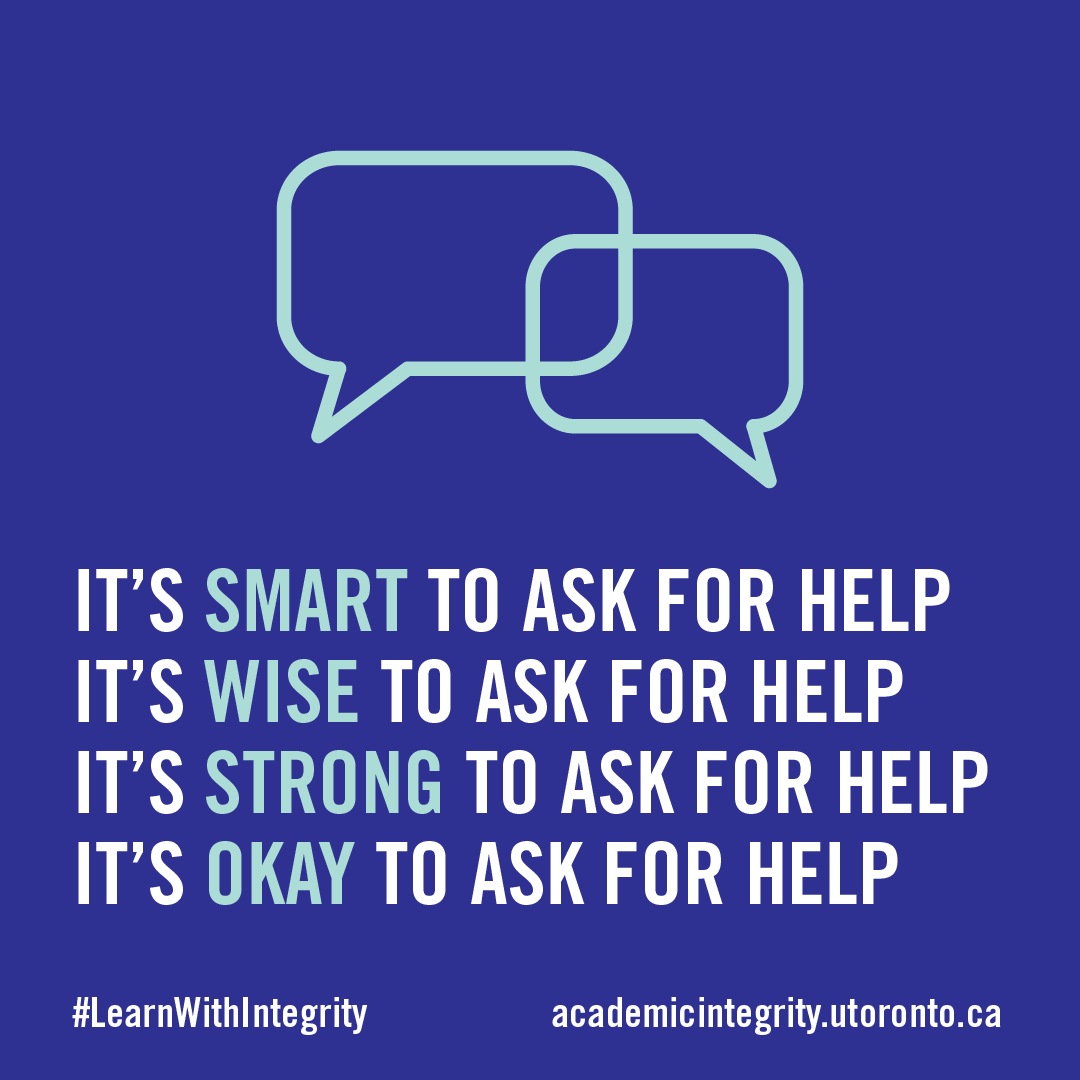 IT’S SMART TO ASK FOR HELP
IT’S WISE TO ASK FOR HELP
IT’S STRONG TO ASK FOR HELP
IT’S OKAY TO ASK FOR HELP
#LearnWithIntegrity academicintegrity.utoronto.ca